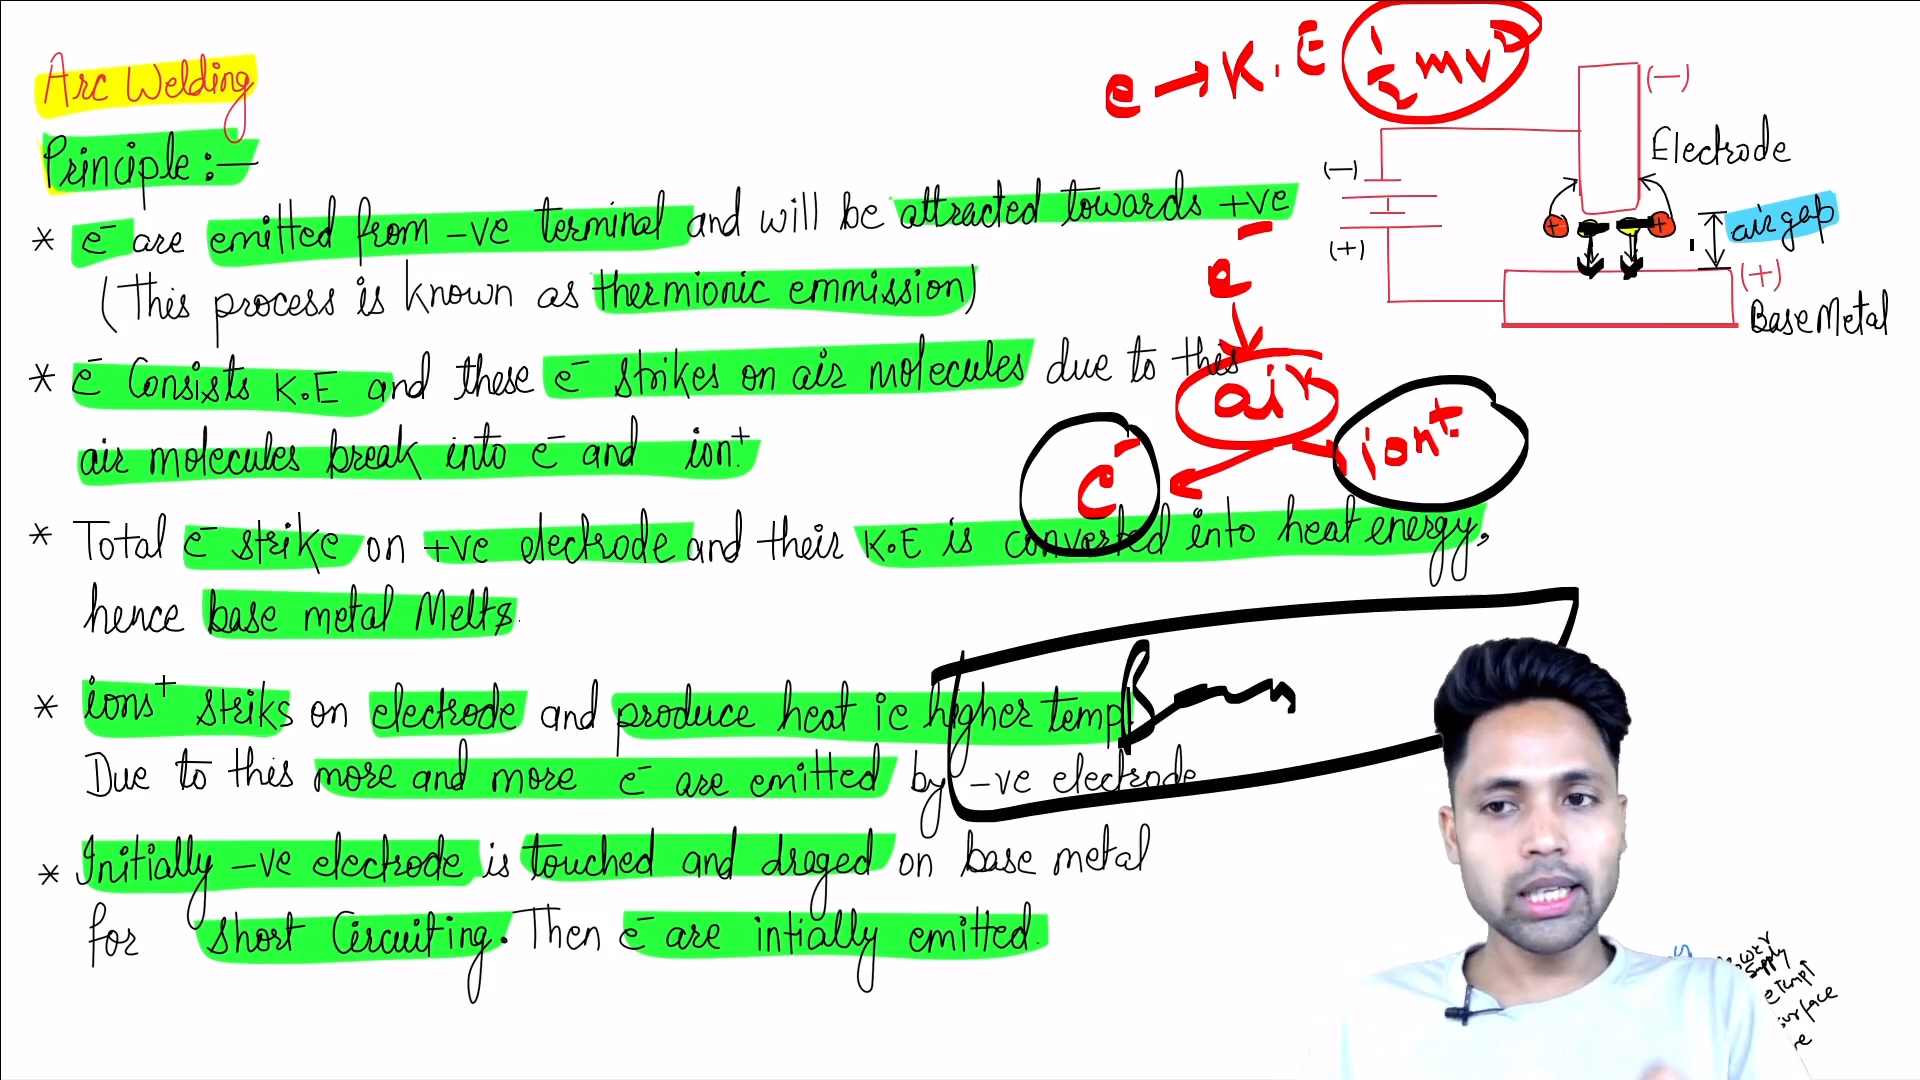 Arc Welding
Principle :-
* e⁻ are emitted from -ve terminal and will be attracted towards +ve
(This process is known as thermionic emmission)
* e⁻ Consists K.E and these e⁻ strikes on air molecules due to this
air molecules break into e⁻ and ion⁺
* Total e⁻ strike on +ve electrode and their K.E is converted into heat energy,
hence base metal Melts.
* ions⁺ striks on electrode and produce heat ie higher temp.
Due to this more and more e⁻ are emitted by -ve electrode
* Initially -ve electrode is touched and draged on base metal
for short Circuiting. Then e⁻ are intially emitted.
e → K.E ½mv²
e⁻
air
e⁻ ion⁺
(-)
Electrode
(-)
(+)
+ +
air gap
(+)
Base Metal
Supply